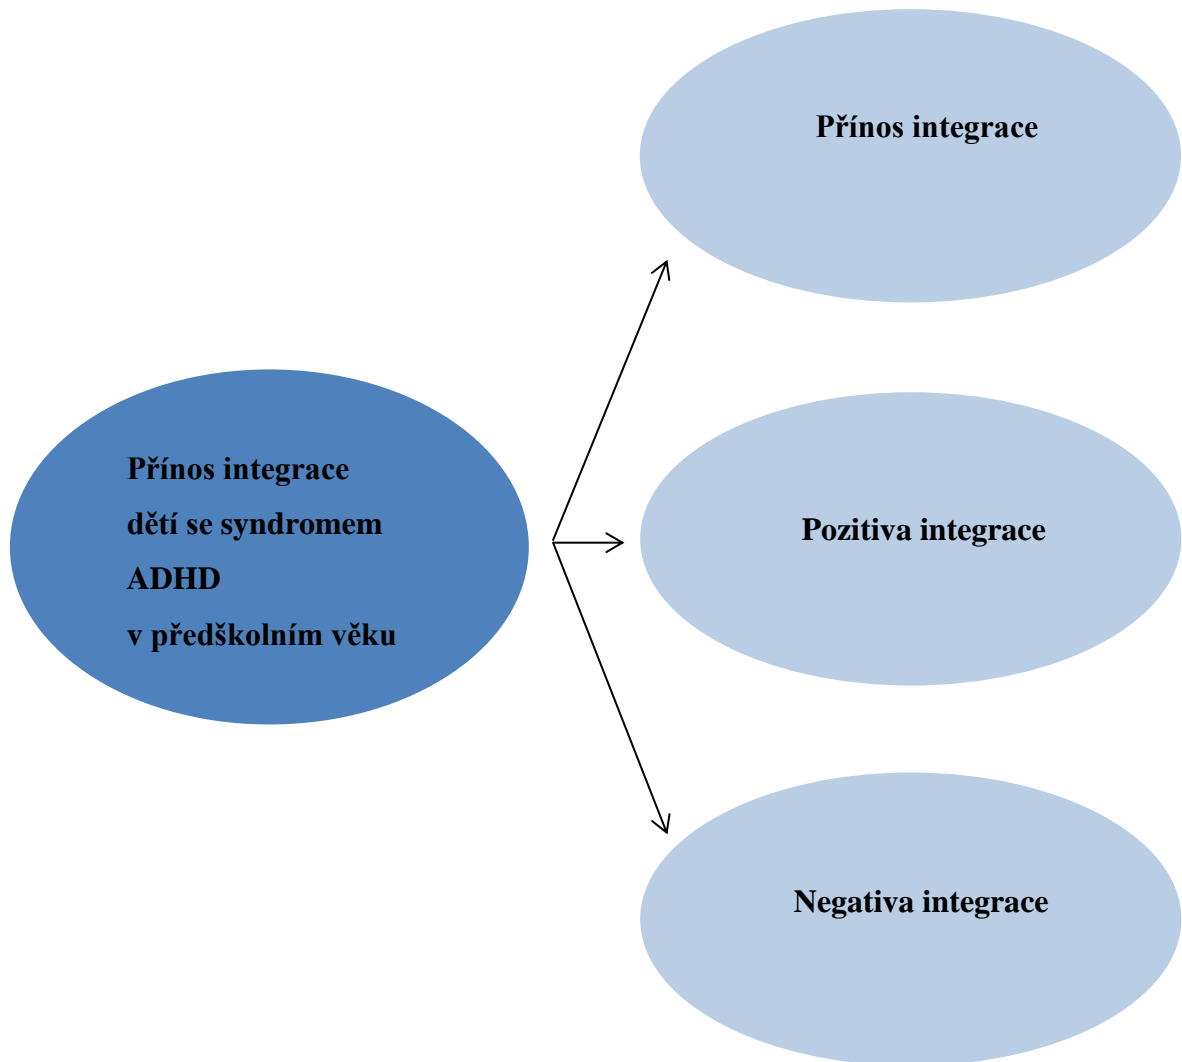 Přínos integrace
Přínos integrace
dětí se syndromem
ADHD
v předškolním věku
Pozitiva integrace
Negativa integrace